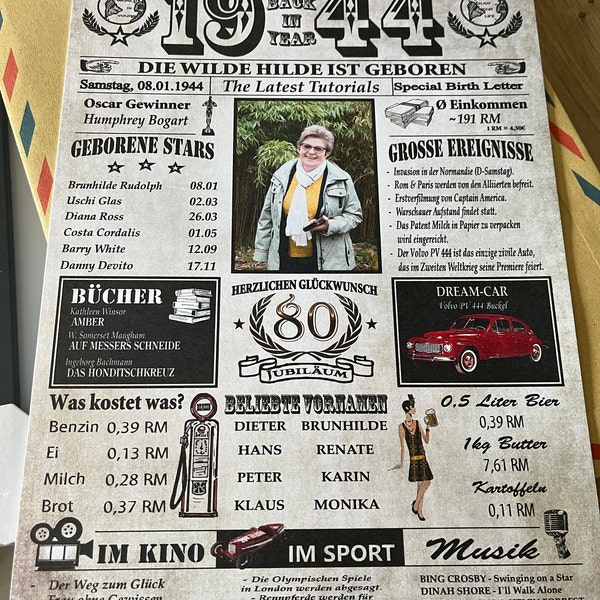 19 BACK IN YEAR 44
DIE WILDE HILDE IST GEBOREN
Samstag, 08.01.1944 The Latest Tutorials Special Birth Letter
Oscar Gewinner
Humphrey Bogart
Ø Einkommen
~191 RM
1 RM = 4,30€
GEBORENE STARS
Brunhilde Rudolph 08.01
Uschi Glas 02.03
Diana Ross 26.03
Costa Cordalis 01.05
Barry White 12.09
Danny Devito 17.11
GROSSE EREIGNISSE
- Invasion in der Normandie (D-Samstag).
- Rom & Paris werden von den Alliierten befreit.
- Erstverfilmung von Captain America.
- Warschauer Aufstand findet statt.
- Das Patent Milch in Papier zu verpacken
wird eingereicht.
- Der Volvo PV 444 ist das einzige zivile Auto,
das im Zweiten Weltkrieg seine Premiere feiert.
BÜCHER
Kathleen Winsor
AMBER
W. Somerset Maugham
AUF MESSERS SCHNEIDE
Ingeborg Bachmann
DAS HONDITSCHKREUZ
HERZLICHEN GLÜCKWUNSCH
80
JUBILÄUM
DREAM-CAR
Volvo PV 444 Buckel
Was kostet was?
Benzin 0,39 RM
Ei 0,13 RM
Milch 0,28 RM
Brot 0,37 RM
BELIEBTE VORNAMEN
DIETER BRUNHILDE
HANS RENATE
PETER KARIN
KLAUS MONIKA
0,5 Liter Bier
0,39 RM
1kg Butter
7,61 RM
Kartoffeln
0,11 RM
IM KINO
- Der Weg zum Glück
- Frau ohne Gewissen
IM SPORT
- Die Olympischen Spiele
in London werden abgesagt.
- Rennpferde werden für
Musik
BING CROSBY - Swinging on a Star
DINAH SHORE - I'll Walk Alone